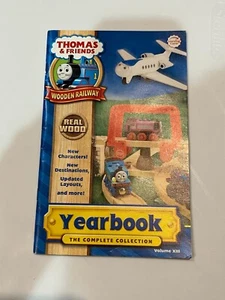 THOMAS
& FRIENDS
WOODEN RAILWAY
REAL
WOOD
New
Characters!
New
Destinations,
Updated
Layouts,
and more!
Yearbook
THE COMPLETE COLLECTION
Volume XIII